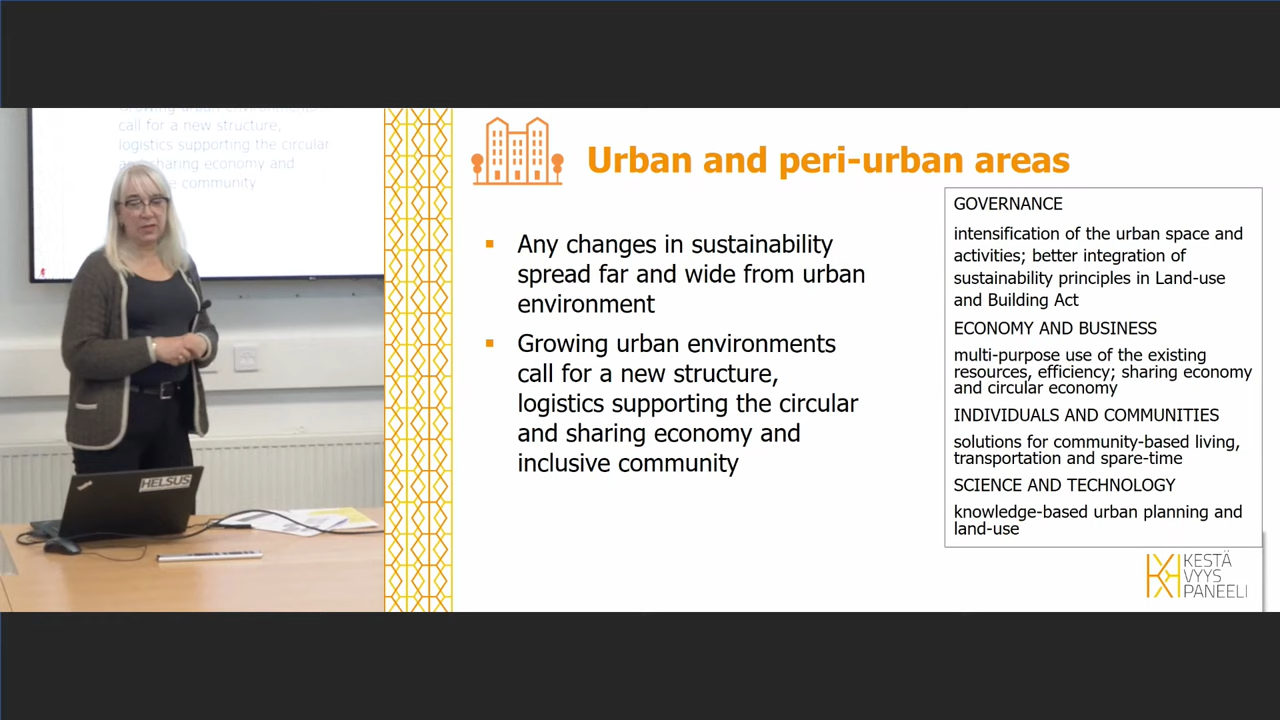 call for a new structure,
logistics supporting the circular
sharing economy and
community
HELSUS
Urban and peri-urban areas
▪ Any changes in sustainability
spread far and wide from urban
environment
▪ Growing urban environments
call for a new structure,
logistics supporting the circular
and sharing economy and
inclusive community
GOVERNANCE
intensification of the urban space and
activities; better integration of
sustainability principles in Land-use
and Building Act
ECONOMY AND BUSINESS
multi-purpose use of the existing
resources, efficiency; sharing economy
and circular economy
INDIVIDUALS AND COMMUNITIES
solutions for community-based living,
transportation and spare-time
SCIENCE AND TECHNOLOGY
knowledge-based urban planning and
land-use
KESTÄ
VYYS
PANEELI